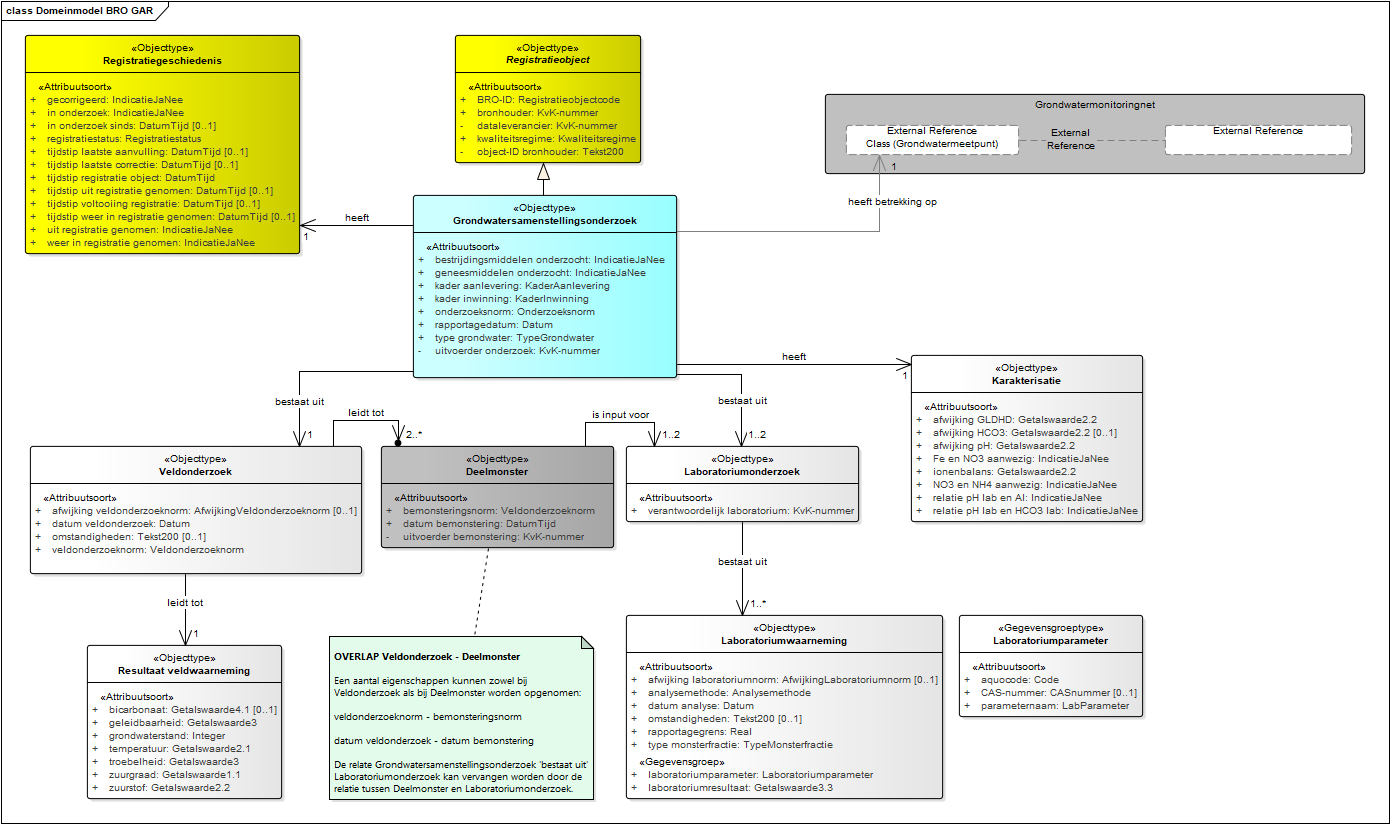 class Domeinmodel BRO GAR
«Objecttype»
Registratiegeschiedenis
«Attribuutsoort»
+ gecorrigeerd: IndicatieJaNee
+ in onderzoek: IndicatieJaNee
+ in onderzoek sinds: DatumTijd [0..1]
+ registratiestatus: Registratiestatus
+ tijdstip laatste aanvulling: DatumTijd [0..1]
+ tijdstip laatste correctie: DatumTijd [0..1]
+ tijdstip registratie object: DatumTijd
+ tijdstip uit registratie genomen: DatumTijd [0..1]
+ tijdstip voltooiing registratie: DatumTijd [0..1]
+ tijdstip weer in registratie genomen: DatumTijd [0..1]
+ uit registratie genomen: IndicatieJaNee
+ weer in registratie genomen: IndicatieJaNee
«Objecttype»
Registratieobject
«Attribuutsoort»
+ BRO-ID: Registratieobjectcode
+ bronhouder: KvK-nummer
- dataleverancier: KvK-nummer
+ kwaliteitsregime: Kwaliteitsregime
- object-ID bronhouder: Tekst200
Grondwatermonitoringnet
External Reference
Class (Grondwatermeetpunt)
External
Reference
External Reference
1
heeft betrekking op
heeft
1
«Objecttype»
Grondwatersamenstellingsonderzoek
«Attribuutsoort»
+ bestrijdingsmiddelen onderzocht: IndicatieJaNee
+ geneesmiddelen onderzocht: IndicatieJaNee
+ kader aanlevering: KaderAanlevering
+ kader inwinning: KaderInwinning
+ onderzoeksnorm: Onderzoeksnorm
+ rapportagedatum: Datum
+ type grondwater: TypeGrondwater
- uitvoerder onderzoek: KvK-nummer
heeft
1
«Objecttype»
Karakterisatie
«Attribuutsoort»
+ afwijking GLDHD: Getalswaarde2.2
+ afwijking HCO3: Getalswaarde2.2 [0..1]
+ afwijking pH: Getalswaarde2.2
+ Fe en NO3 aanwezig: IndicatieJaNee
+ ionenbalans: Getalswaarde2.2
+ NO3 en NH4 aanwezig: IndicatieJaNee
+ relatie pH lab en Al: IndicatieJaNee
+ relatie pH lab en HCO3 lab: IndicatieJaNee
bestaat uit
1
leidt tot
2..*
is input voor
1..2
bestaat uit
1..2
«Objecttype»
Veldonderzoek
«Attribuutsoort»
+ afwijking veldonderzoeknorm: AfwijkingVeldonderzoeknorm [0..1]
+ datum veldonderzoek: Datum
+ omstandigheden: Tekst200 [0..1]
+ veldonderzoeknorm: Veldonderzoeknorm
«Objecttype»
Deelmonster
«Attribuutsoort»
+ bemonsteringsnorm: Veldonderzoeknorm
+ datum bemonstering: DatumTijd
- uitvoerder bemonstering: KvK-nummer
«Objecttype»
Laboratoriumonderzoek
«Attribuutsoort»
+ verantwoordelijk laboratorium: KvK-nummer
leidt tot
1
bestaat uit
1..*
«Objecttype»
Resultaat veldwaarneming
«Attribuutsoort»
+ bicarbonaat: Getalswaarde4.1 [0..1]
+ geleidbaarheid: Getalswaarde3
+ grondwaterstand: Integer
+ temperatuur: Getalswaarde2.1
+ troebelheid: Getalswaarde3
+ zuurgraad: Getalswaarde1.1
+ zuurstof: Getalswaarde2.2
OVERLAP Veldonderzoek - Deelmonster
Een aantal eigenschappen kunnen zowel bij
Veldonderzoek als bij Deelmonster worden opgenomen:
veldonderzoeknorm - bemonsteringsnorm
datum veldonderzoek - datum bemonstering
De relate Grondwatersamenstellingsonderzoek 'bestaat uit'
Laboratoriumonderzoek kan vervangen worden door de
relatie tussen Deelmonster en Laboratoriumonderzoek.
«Objecttype»
Laboratoriumwaarneming
«Attribuutsoort»
+ afwijking laboratoriumnorm: AfwijkingLaboratoriumnorm [0..1]
+ analysemethode: Analysemethode
+ datum analyse: Datum
+ omstandigheden: Tekst200 [0..1]
+ rapportagegrens: Real
+ type monsterfractie: TypeMonsterfractie
«Gegevensgroep»
+ laboratoriumparameter: Laboratoriumparameter
+ laboratoriumresultaat: Getalswaarde3.3
«Gegevensgroeptype»
Laboratoriumparameter
«Attribuutsoort»
+ aquocode: Code
+ CAS-nummer: CASnummer [0..1]
+ parameternaam: LabParameter